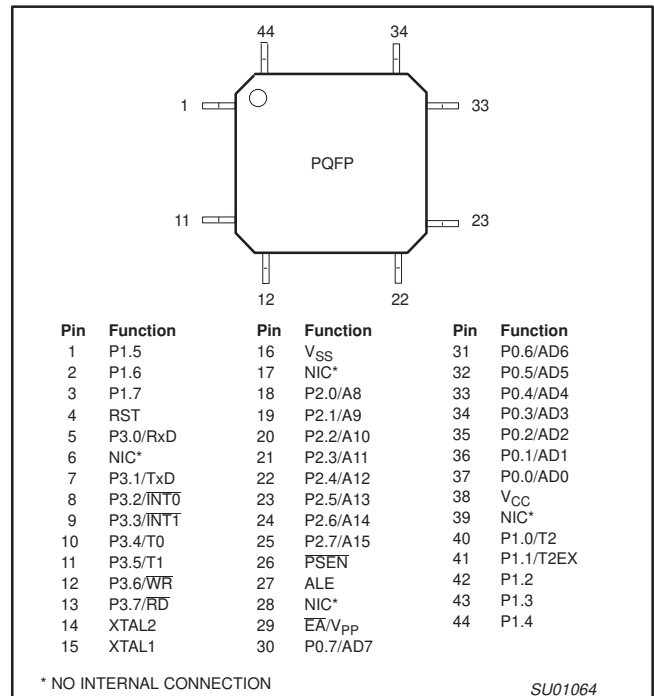 44 34
1 33
PQFP
11 23
12 22
Pin Function Pin Function Pin Function
1 P1.5 16 VSS 31 P0.6/AD6
2 P1.6 17 NIC* 32 P0.5/AD5
3 P1.7 18 P2.0/A8 33 P0.4/AD4
4 RST 19 P2.1/A9 34 P0.3/AD3
5 P3.0/RxD 20 P2.2/A10 35 P0.2/AD2
6 NIC* 21 P2.3/A11 36 P0.1/AD1
7 P3.1/TxD 22 P2.4/A12 37 P0.0/AD0
8 P3.2/I̅N̅T̅0̅ 23 P2.5/A13 38 VCC
9 P3.3/I̅N̅T̅1̅ 24 P2.6/A14 39 NIC*
10 P3.4/T0 25 P2.7/A15 40 P1.0/T2
11 P3.5/T1 26 P̅S̅E̅N̅ 41 P1.1/T2EX
12 P3.6/W̅R̅ 27 ALE 42 P1.2
13 P3.7/R̅D̅ 28 NIC* 43 P1.3
14 XTAL2 29 E̅A̅/VPP 44 P1.4
15 XTAL1 30 P0.7/AD7
* NO INTERNAL CONNECTION
SU01064